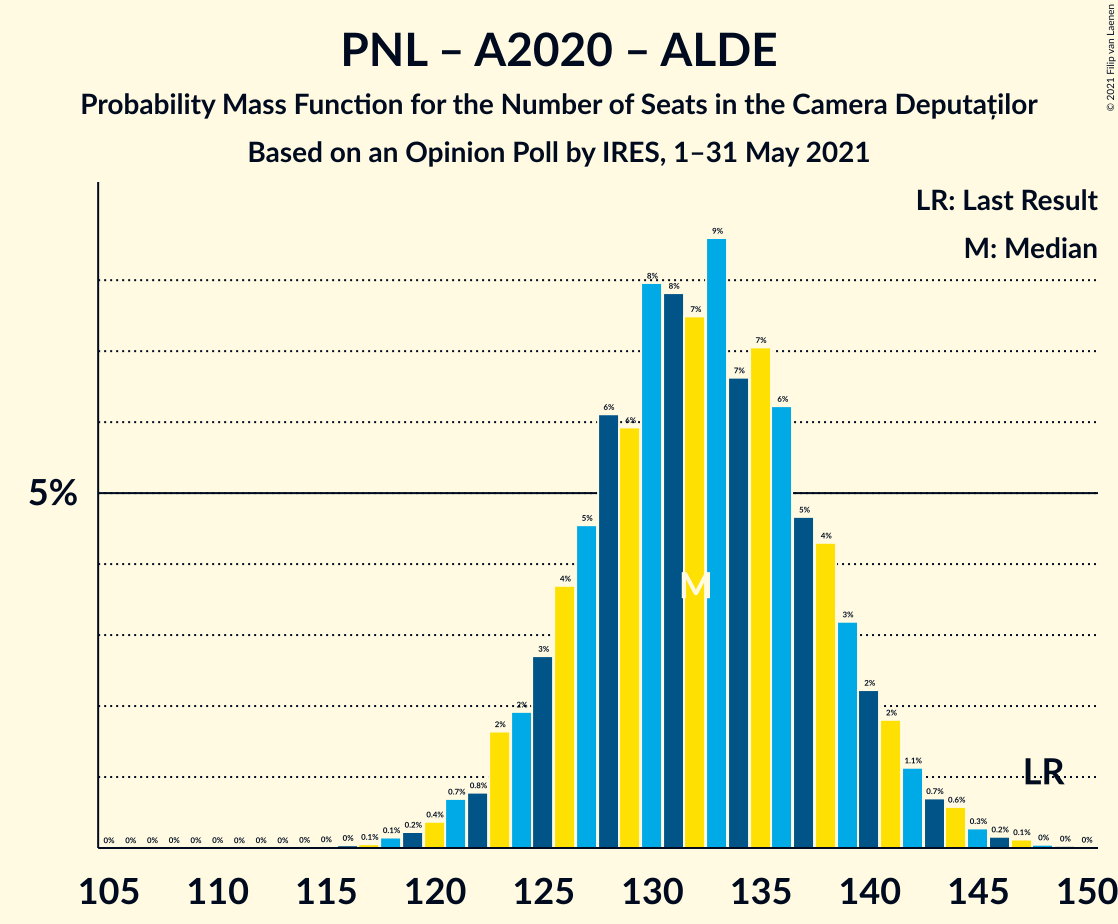 PNL – A2020 – ALDE
Probability Mass Function for the Number of Seats in the Camera Deputaților
Based on an Opinion Poll by IRES, 1–31 May 2021
© 2021 Filip van Laenen
LR: Last Result
M: Median
5%
0% 0% 0% 0% 0% 0% 0% 0% 0% 0% 0% 0% 0.1% 0.1% 0.2% 0.4% 0.7% 0.8% 2% 2% 3% 4% 5% 6% 6% 8% 8% 7% 9% 7% 7% 6% 5% 4% 3% 2% 2% 1.1% 0.7% 0.6% 0.3% 0.2% 0.1% 0% 0% 0%
M
LR
105 110 115 120 125 130 135 140 145 150